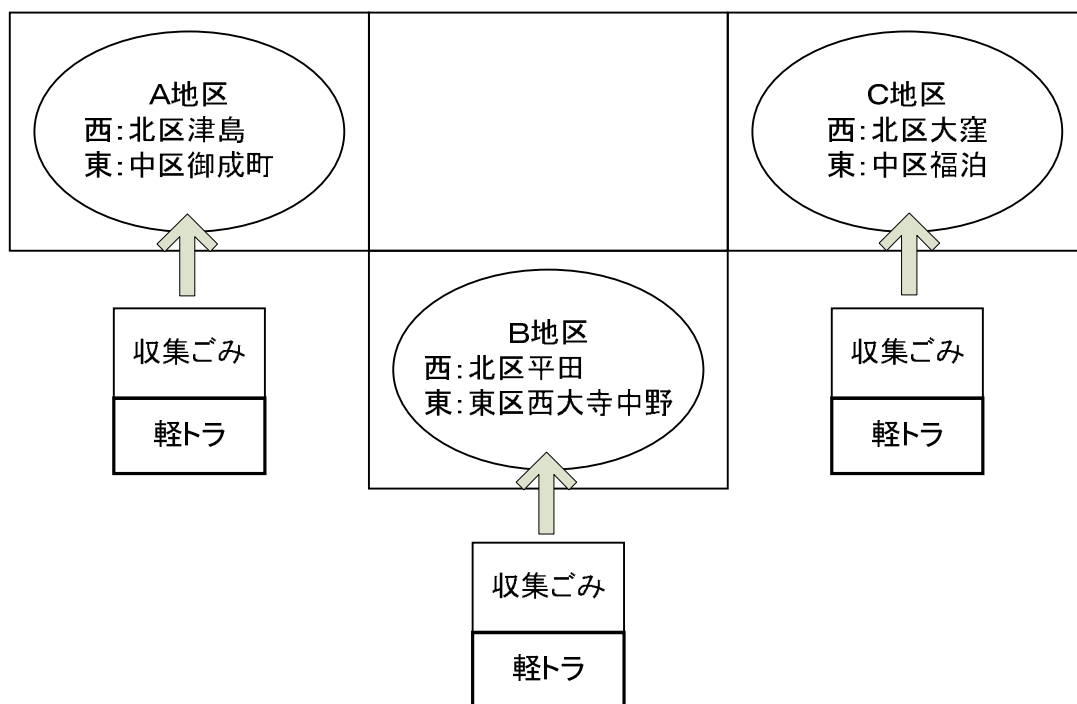 A地区
西：北区津島
東：中区御成町
C地区
西：北区大窪
東：中区福泊
B地区
西：北区平田
東：東区西大寺中野
収集ごみ
軽トラ
収集ごみ
軽トラ
収集ごみ
軽トラ